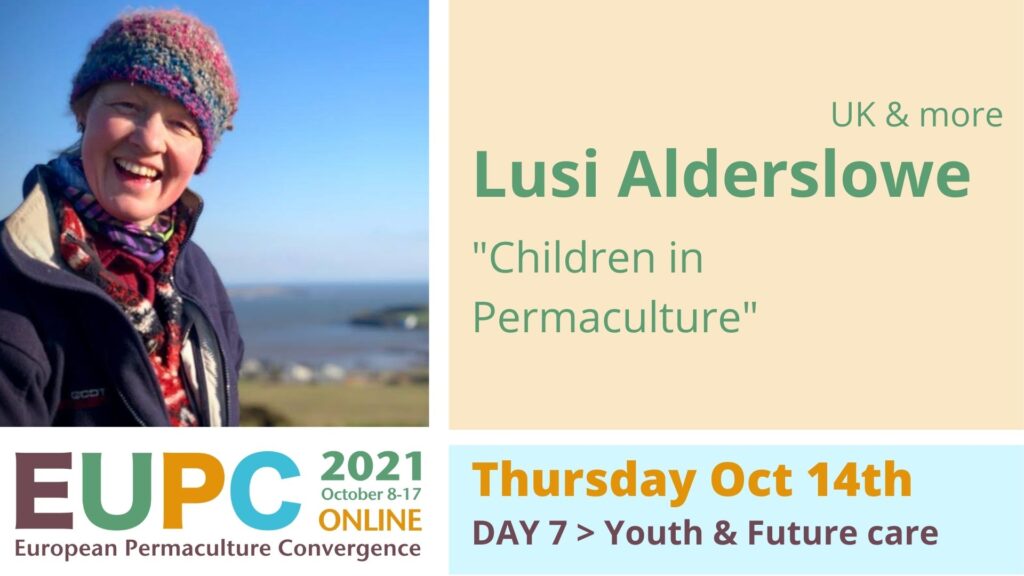 UK & more
Lusi Alderslowe
"Children in
Permaculture"
EUPC
2021
October 8-17
ONLINE
European Permaculture Convergence
Thursday Oct 14th
DAY 7 > Youth & Future care